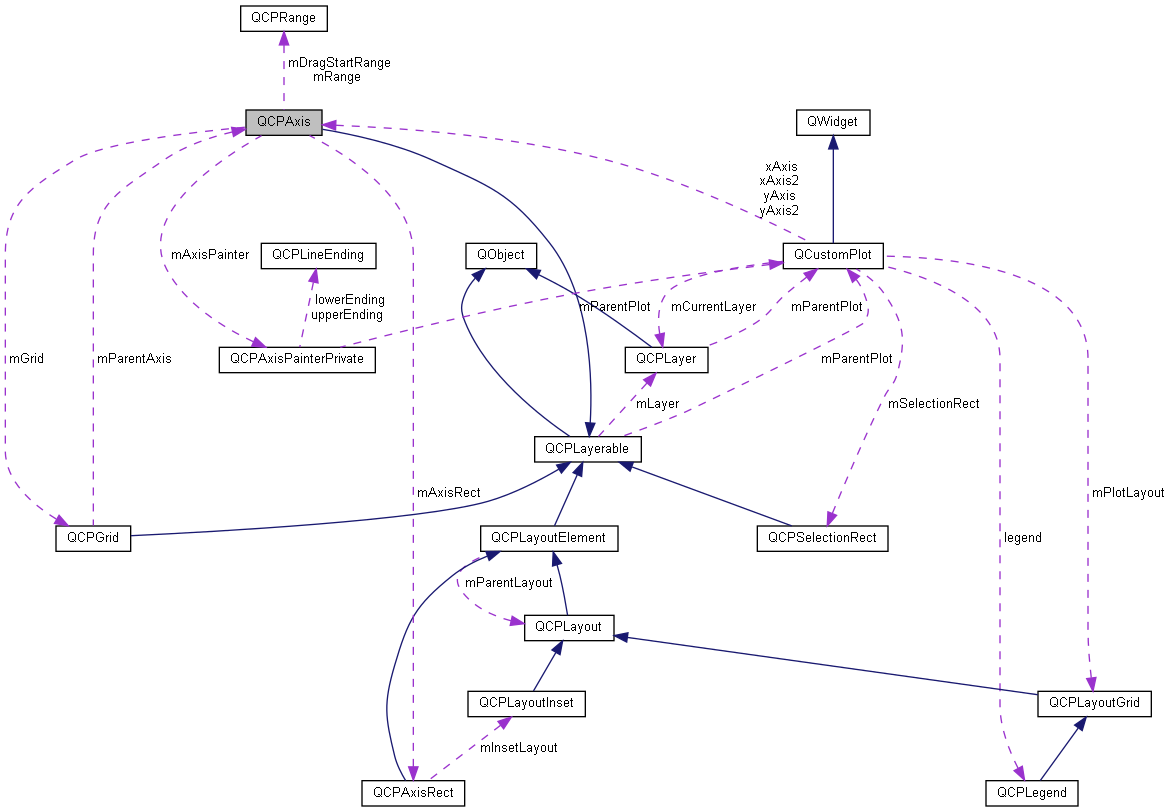 QCPRange
mDragStartRange
mRange
QCPAxis
QWidget
xAxis
xAxis2
yAxis
yAxis2
mAxisPainter
QCPLineEnding
QObject
QCustomPlot
lowerEnding
upperEnding
mParentPlot
mCurrentLayer
mParentPlot
mGrid
mParentAxis
QCPAxisPainterPrivate
QCPLayer
mParentPlot
mLayer
mSelectionRect
QCPLayerable
mAxisRect
mPlotLayout
QCPGrid
QCPLayoutElement
QCPSelectionRect
legend
mParentLayout
QCPLayout
QCPLayoutInset
QCPLayoutGrid
mInsetLayout
QCPAxisRect
QCPLegend